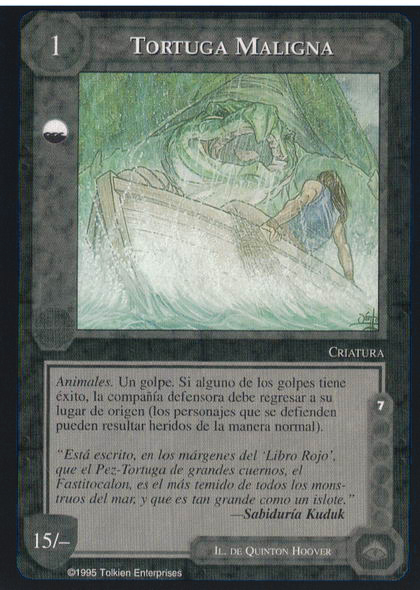 1
TORTUGA MALIGNA
CRIATURA
Animales. Un golpe. Si alguno de los golpes tiene
éxito, la compañía defensora debe regresar a su
lugar de origen (los personajes que se defienden
pueden resultar heridos de la manera normal).
7
“Está escrito, en los márgenes del ‘Libro Rojo’,
que el Pez-Tortuga de grandes cuernos, el
Fastitocalon, es el más temido de todos los mons-
truos del mar, y que es tan grande como un islote.”
—Sabiduría Kuduk
15/–
IL. DE QUINTON HOOVER
©1995 Tolkien Enterprises